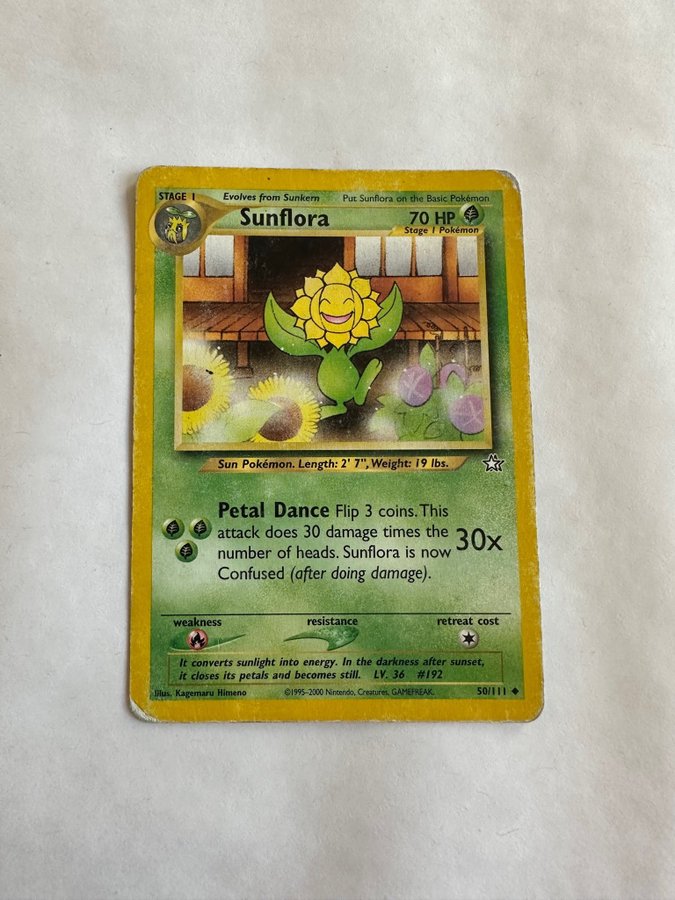 STAGE 1 Evolves from Sunkern Put Sunflora on the Basic Pokémon
Sunflora 70 HP
Stage 1 Pokémon
Sun Pokémon. Length: 2' 7", Weight: 19 lbs.
Petal Dance Flip 3 coins. This
attack does 30 damage times the
number of heads. Sunflora is now
Confused (after doing damage).
30x
weakness resistance retreat cost
It converts sunlight into energy. In the darkness after sunset,
it closes its petals and becomes still. LV. 36 #192
Illus. Kagemaru Himeno ©1995-2000 Nintendo, Creatures, GAMEFREAK. 50/111